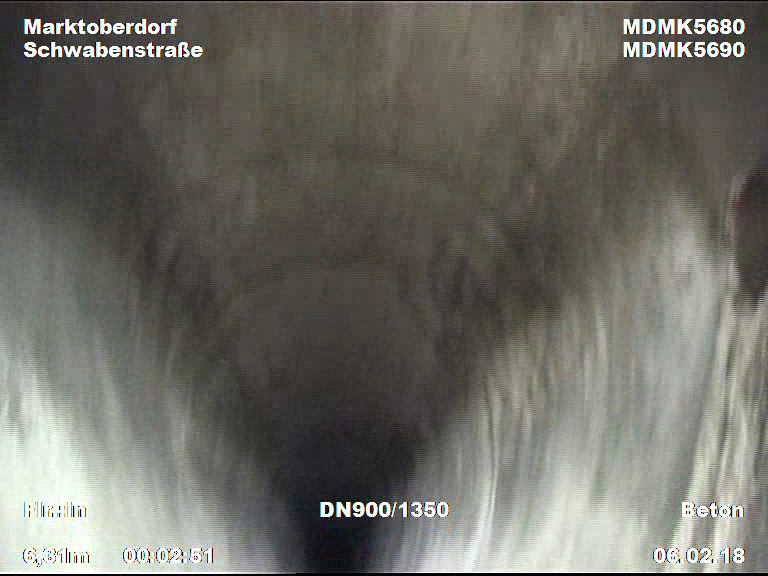 Marktoberdorf
Schwabenstraße
MDMK5680
MDMK5690
DN900/1350
Beton
6,31m 00:02:51
06.02.18